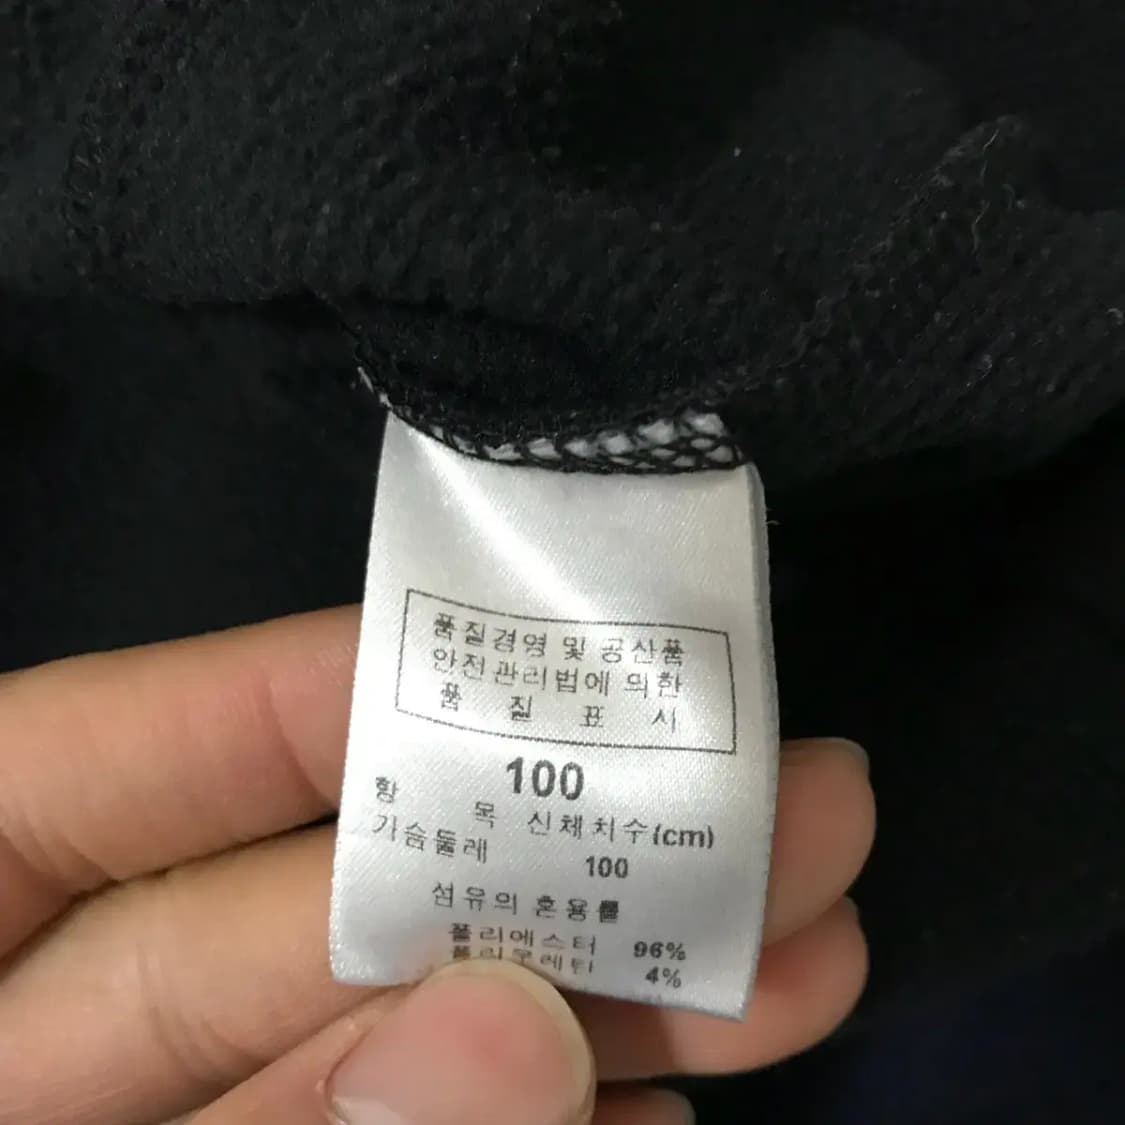 품질경영 및 공산품
안전관리법에 의한
품 질 표 시
100
항 목 신체치수(cm)
가슴둘레 100
섬유의 혼용률
폴리에스터 96%
폴리우레탄 4%